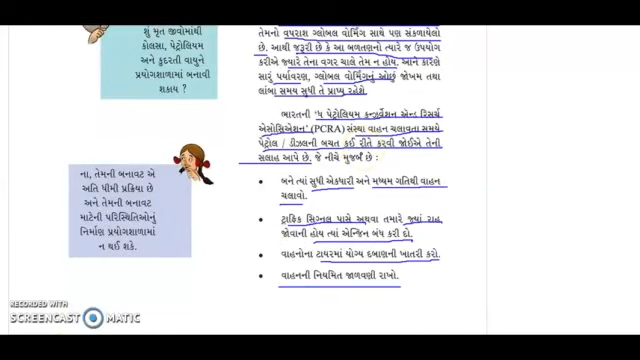 શું મૃત જીવોમાંથી
કોલસા, પેટ્રોલિયમ
અને કુદરતી વાયુને
પ્રયોગશાળામાં બનાવી
શકાય ?
ના, તેમની બનાવટ એ
અતિ ધીમી પ્રક્રિયા છે
અને તેમની બનાવટ
માટેની પરિસ્થિતિઓનું
નિર્માણ પ્રયોગશાળામાં
ન થઈ શકે.
તેમનો વપરાશ ગ્લોબલ વોર્મિંગ સાથે પણ સંકળાયેલો
છે. આથી જરૂરી છે કે આ બળતણનો ત્યારે જ ઉપયોગ
કરીએ જ્યારે તેના વગર ચાલે તેમ ન હોય. આને કારણે
સારું પર્યાવરણ, ગ્લોબલ વોર્મિંગનું ઓછું જોખમ તથા
લાંબા સમય સુધી તે પ્રાપ્ય રહેશે.
ભારતની 'ધ પેટ્રોલિયમ કન્ઝર્વેશન એન્ડ રિસર્ચ
એસોસિએશન' (PCRA) સંસ્થા વાહન ચલાવતા સમયે
પેટ્રોલ / ડીઝલની બચત કઈ રીતે કરવી જોઈએ તેની
સલાહ આપે છે. જે નીચે મુજબ છે :
• બને ત્યાં સુધી એકધારી અને મધ્યમ ગતિથી વાહન
ચલાવો.
• ટ્રાફિક સિગ્નલ પાસે અથવા તમારે જ્યાં રાહ
જોવાની હોય ત્યાં એન્જિન બંધ કરી દો.
• વાહનોના ટાયરમાં યોગ્ય દબાણની ખાતરી કરો.
• વાહનની નિયમિત જાળવણી રાખો.
RECORDED WITH
SCREENCAST MATIC